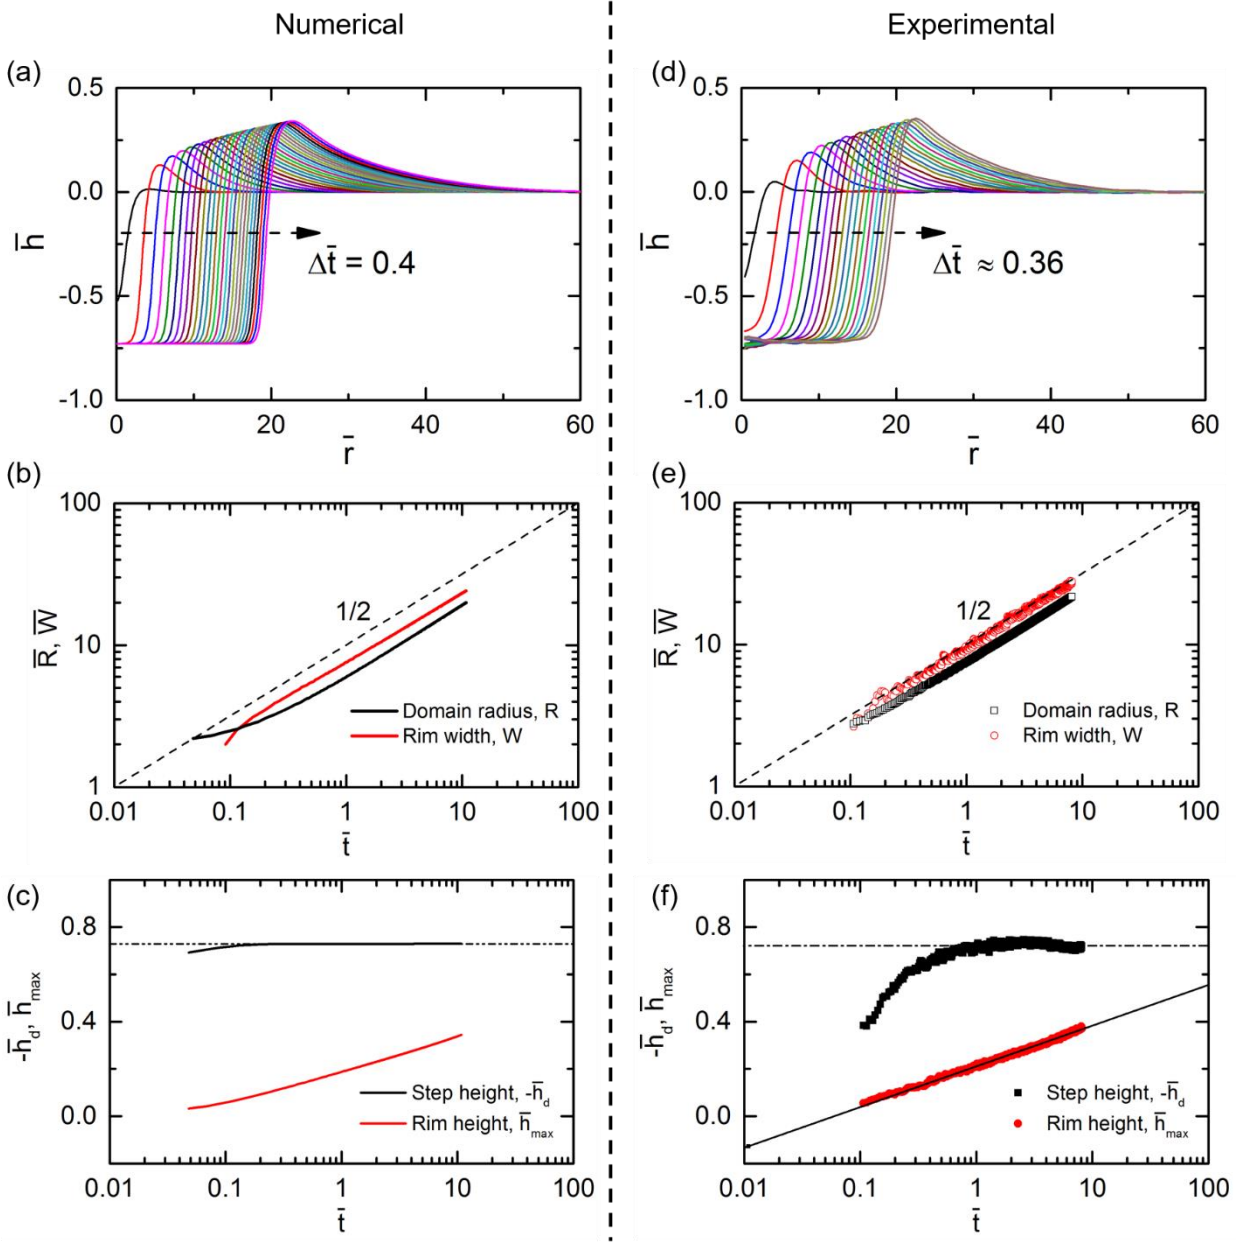 Numerical
Experimental
(a)
0.5
0.0
-0.5
-1.0
h̅
Δt̅ = 0.4
0
20
40
60
r̅
(d)
0.5
0.0
-0.5
-1.0
h̅
Δt̅ ≈ 0.36
0
20
40
60
r̅
(b)
100
10
1
R̅, W̅
1/2
Domain radius, R
Rim width, W
0.01
0.1
1
10
100
t̅
(e)
100
10
1
R̅, W̅
1/2
Domain radius, R
Rim width, W
0.01
0.1
1
10
100
t̅
(c)
0.8
0.4
0.0
-h̅d, h̅max
Step height, -h̅d
Rim height, h̅max
0.01
0.1
1
10
100
t̅
(f)
0.8
0.4
0.0
-h̅d, h̅max
Step height, -h̅d
Rim height, h̅max
0.01
0.1
1
10
100
t̅